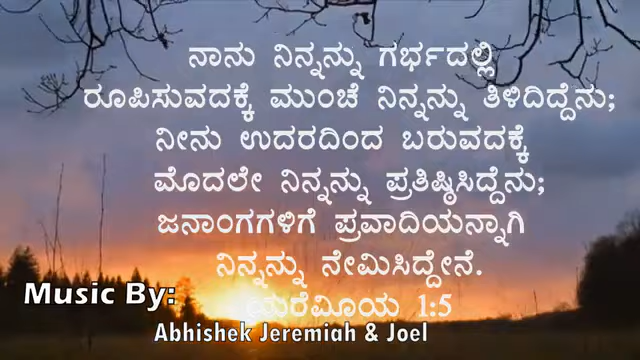 ನಾನು ನಿನ್ನನ್ನು ಗರ್ಭದಲ್ಲಿ
ರೂಪಿಸುವದಕ್ಕೆ ಮುಂಚೆ ನಿನ್ನನ್ನು ತಿಳಿದಿದ್ದೆನು;
ನೀನು ಉದರದಿಂದ ಬರುವದಕ್ಕೆ
ಮೊದಲೇ ನಿನ್ನನ್ನು ಪ್ರತಿಷ್ಠಿಸಿದ್ದೆನು;
ಜನಾಂಗಗಳಿಗೆ ಪ್ರವಾದಿಯನ್ನಾಗಿ
ನಿನ್ನನ್ನು ನೇಮಿಸಿದ್ದೇನೆ.
ಯರೆಮೀಯ 1:5
Music By:
Abhishek Jeremiah & Joel